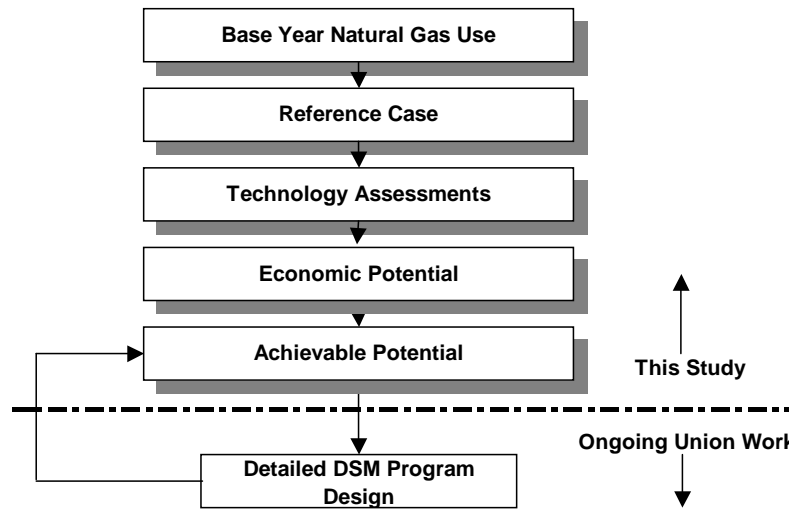 Base Year Natural Gas Use
Reference Case
Technology Assessments
Economic Potential
Achievable Potential
This Study
Ongoing Union Work
Detailed DSM Program
Design